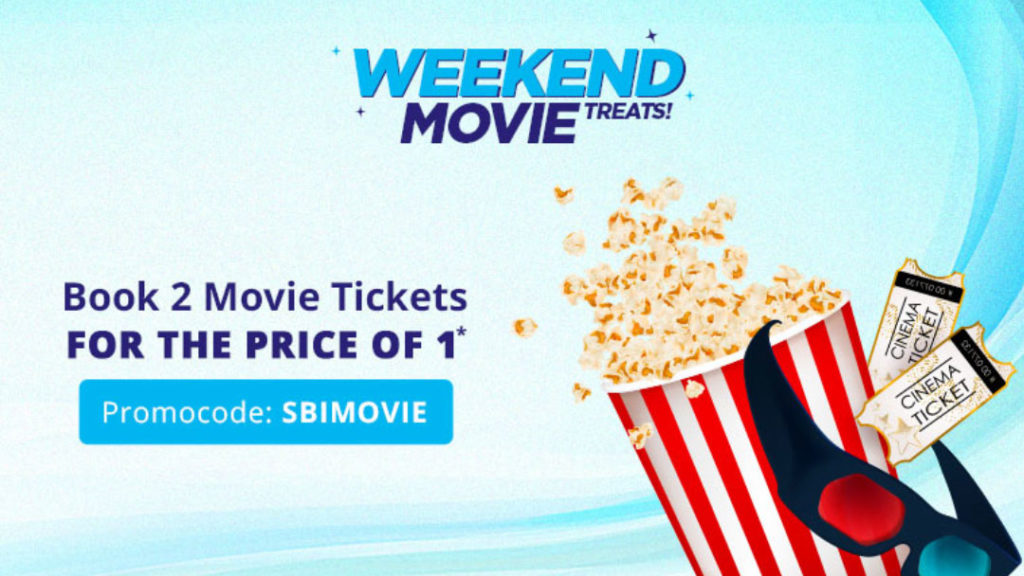 WEEKEND
MOVIE TREATS!
Book 2 Movie Tickets
FOR THE PRICE OF 1*
Promocode: SBIMOVIE
CINEMA
TICKET
CINEMA
TICKET